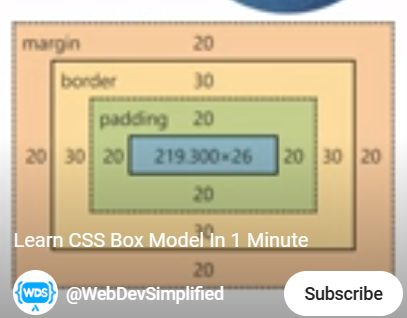 margin 20
border 30
padding 20
20 30 20 219.300×26 20 30 20
20
30
Learn CSS Box Model In 1 Minute
20
WDS @WebDevSimplified Subscribe